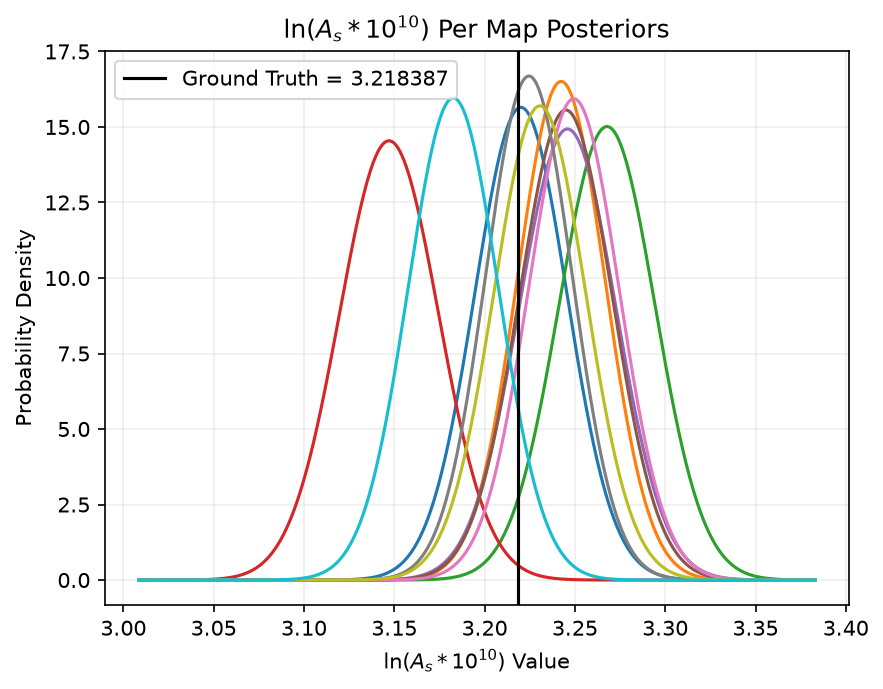 ln(A_s * 10^10) Per Map Posteriors
Ground Truth = 3.218387
17.5
15.0
12.5
10.0
7.5
5.0
2.5
0.0
Probability Density
3.00 3.05 3.10 3.15 3.20 3.25 3.30 3.35 3.40
ln(A_s * 10^10) Value